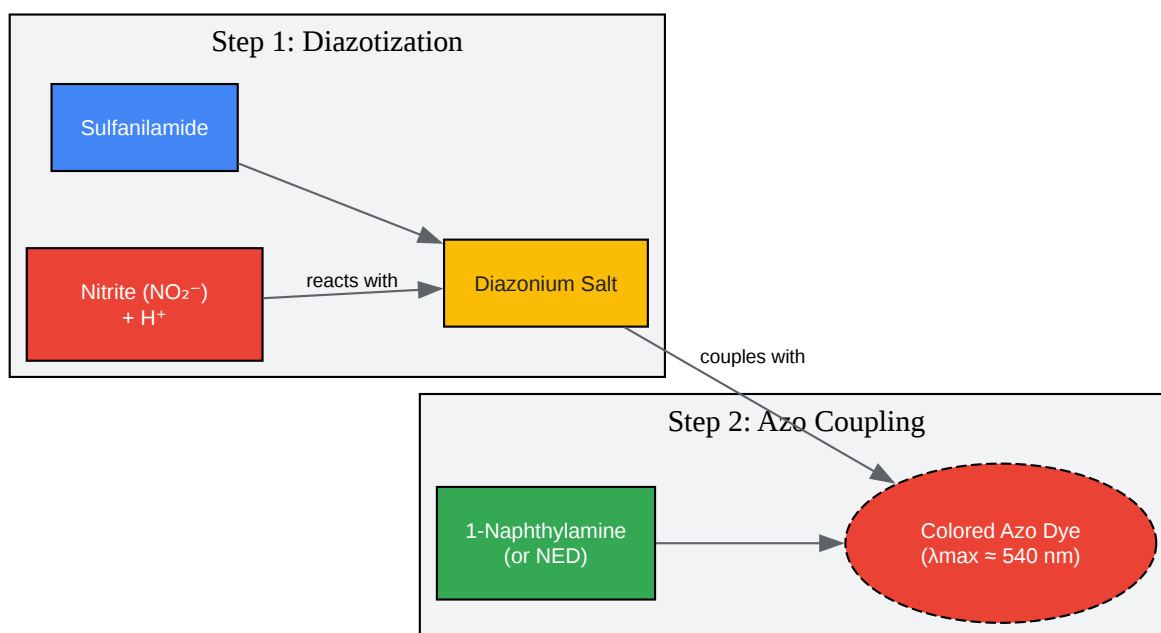 Step 1: Diazotization
Sulfanilamide
Nitrite (NO₂⁻)
+ H⁺
reacts with
Diazonium Salt
couples with
Step 2: Azo Coupling
1-Naphthylamine
(or NED)
Colored Azo Dye
(λmax ≈ 540 nm)